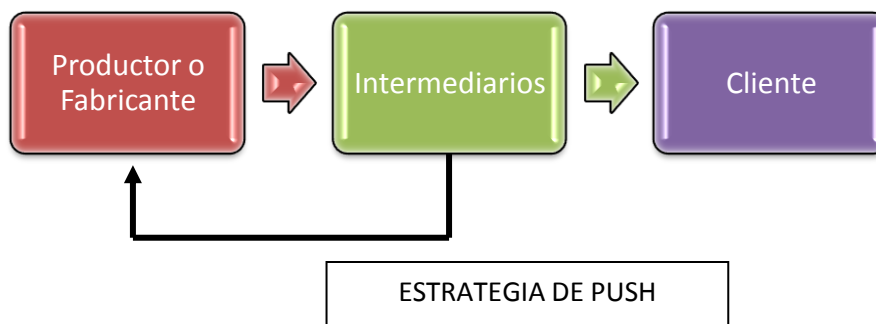 Productor o
Fabricante
Intermediarios
Cliente
ESTRATEGIA DE PUSH